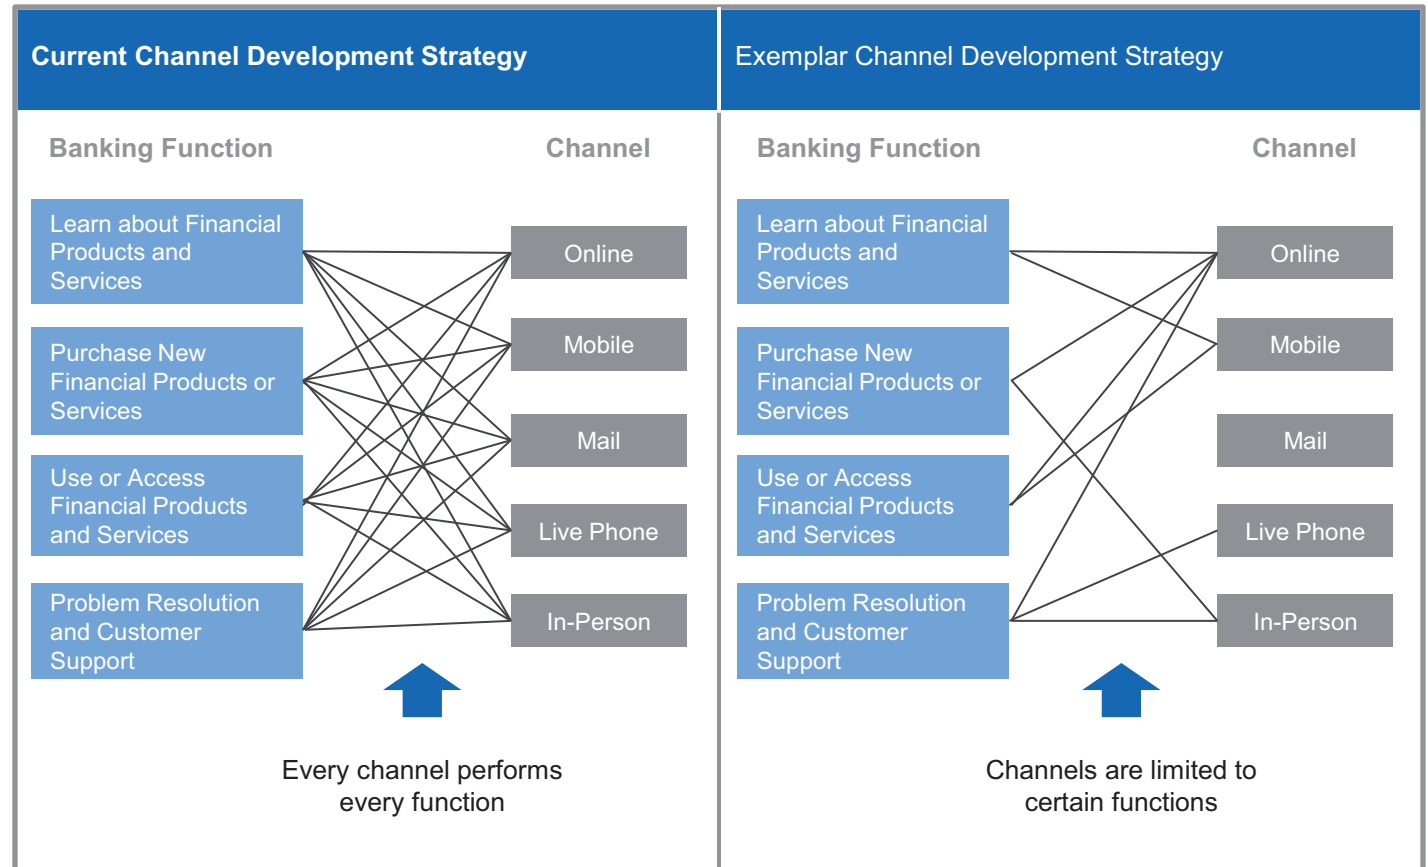 Current Channel Development Strategy
Banking Function
Channel
Learn about Financial
Products and
Services
Purchase New
Financial Products or
Services
Use or Access
Financial Products
and Services
Problem Resolution
and Customer
Support
Online
Mobile
Mail
Live Phone
In-Person
Every channel performs
every function
Exemplar Channel Development Strategy
Banking Function
Channel
Learn about Financial
Products and
Services
Purchase New
Financial Products or
Services
Use or Access
Financial Products
and Services
Problem Resolution
and Customer
Support
Online
Mobile
Mail
Live Phone
In-Person
Channels are limited to
certain functions